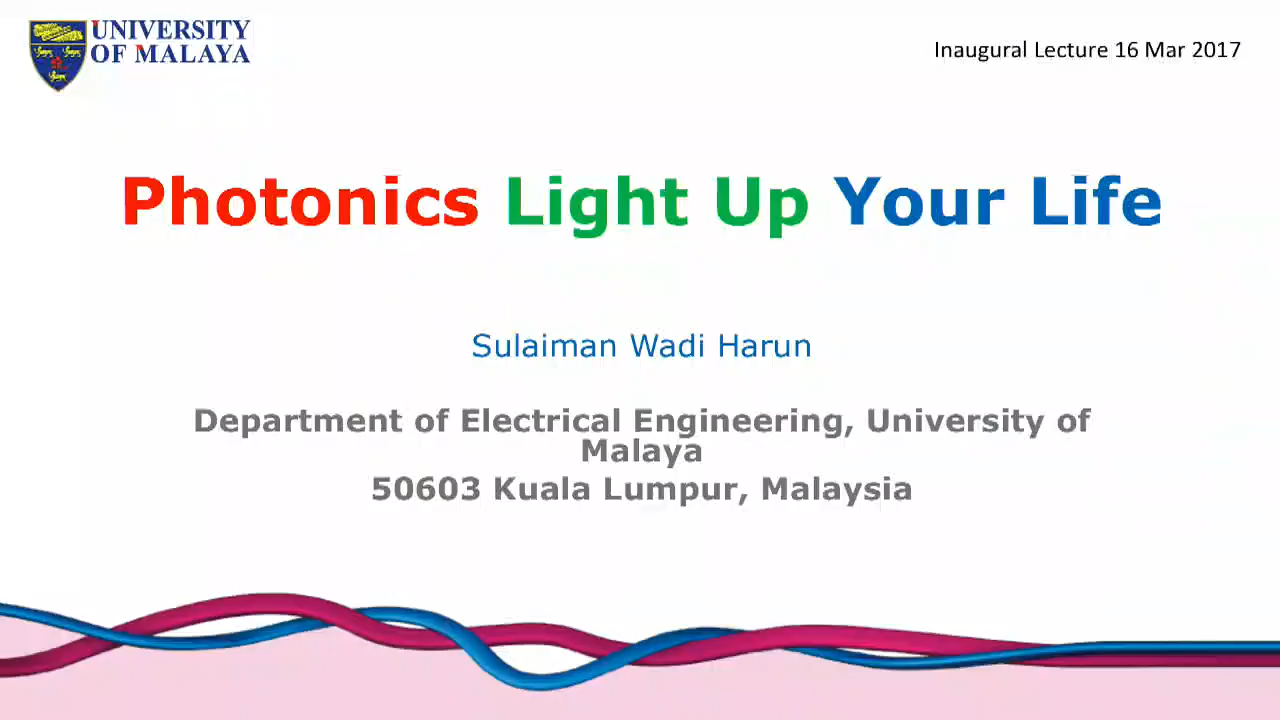 UNIVERSITY
OF MALAYA
Inaugural Lecture 16 Mar 2017
Photonics Light Up Your Life
Sulaiman Wadi Harun
Department of Electrical Engineering, University of
Malaya
50603 Kuala Lumpur, Malaysia